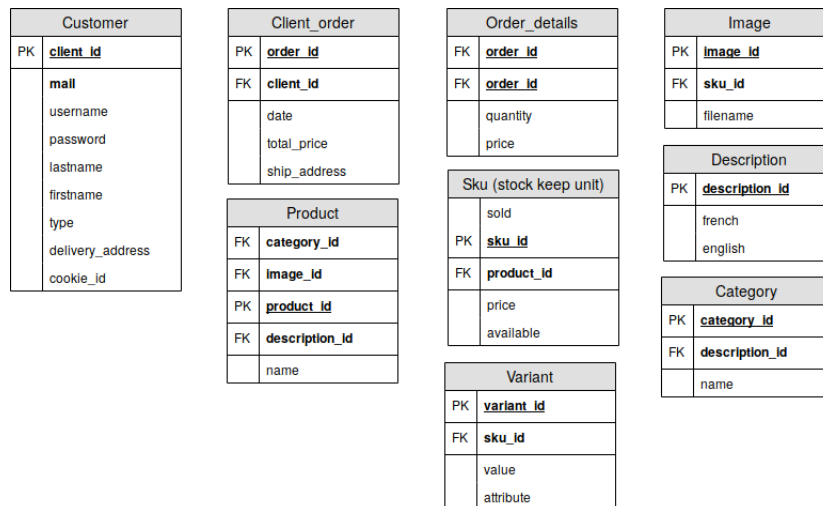 Customer
PK client_id
mail
username
password
lastname
firstname
type
delivery_address
cookie_id
Client_order
PK order_id
FK client_id
date
total_price
ship_address
Product
FK category_id
FK image_id
PK product_id
FK description_id
name
Order_details
FK order_id
FK order_id
quantity
price
Sku (stock keep unit)
sold
PK sku_id
FK product_id
price
available
Variant
PK variant_id
FK sku_id
value
attribute
Image
PK image_id
FK sku_id
filename
Description
PK description_id
french
english
Category
PK category_id
FK description_id
name